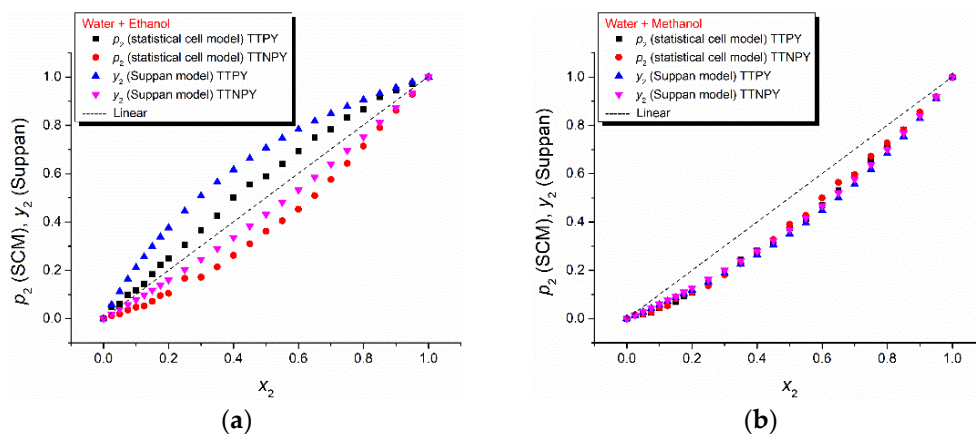 Water + Ethanol
p₂ (statistical cell model) TTPY
p₂ (statistical cell model) TTNPY
y₂ (Suppan model) TTPY
y₂ (Suppan model) TTNPY
Linear
1.0
0.8
0.6
0.4
0.2
0.0
p₂ (SCM), y₂ (Suppan)
0.0 0.2 0.4 0.6 0.8 1.0
x₂
(a)
Water + Methanol
p₂ (statistical cell model) TTPY
p₂ (statistical cell model) TTNPY
y₂ (Suppan model) TTPY
y₂ (Suppan model) TTNPY
Linear
1.0
0.8
0.6
0.4
0.2
0.0
p₂ (SCM), y₂ (Suppan)
0.0 0.2 0.4 0.6 0.8 1.0
x₂
(b)